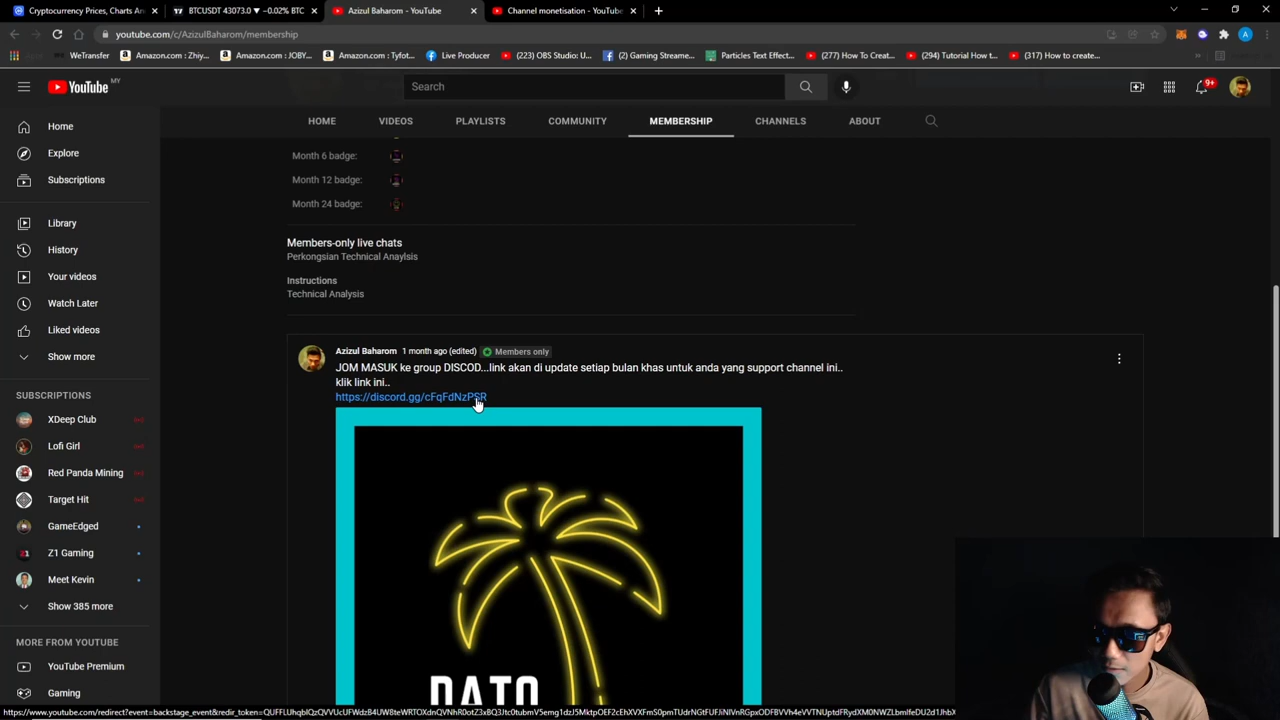 Cryptocurrency Prices, Charts An
BTCUSDT 43073.0 ▼ −0.02% BTC
Azizul Baharom - YouTube
Channel monetisation - YouTube
youtube.com/c/AzizulBaharom/membership
WeTransfer
Amazon.com : Zhiy...
Amazon.com : JOBY...
Amazon.com : Tyfot...
Live Producer
(223) OBS Studio: U...
(2) Gaming Streame...
Particles Text Effect...
(277) How To Creat...
(294) Tutorial How t...
(317) How to create...
YouTube MY
Search
9+
A
HOME
VIDEOS
PLAYLISTS
COMMUNITY
MEMBERSHIP
CHANNELS
ABOUT
Home
Explore
Subscriptions
Library
History
Your videos
Watch Later
Liked videos
Show more
SUBSCRIPTIONS
XDeep Club
Lofi Girl
Red Panda Mining
Target Hit
GameEdged
Z1 Gaming
Meet Kevin
Show 385 more
MORE FROM YOUTUBE
YouTube Premium
Gaming
Month 6 badge:
Month 12 badge:
Month 24 badge:
Members-only live chats
Perkongsian Technical Anaylsis
Instructions
Technical Analysis
Azizul Baharom 1 month ago (edited) Members only
JOM MASUK ke group DISCOD...link akan di update setiap bulan khas untuk anda yang support channel ini..
klik link ini..
https://discord.gg/cFqFdNzPSR
DATO